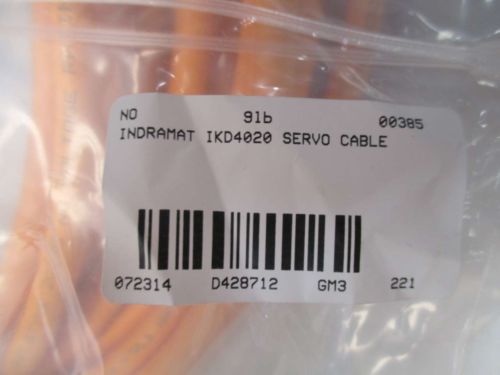 NO 91b 00385
INDRAMAT IKD4020 SERVO CABLE
072314 D428712 GM3 221